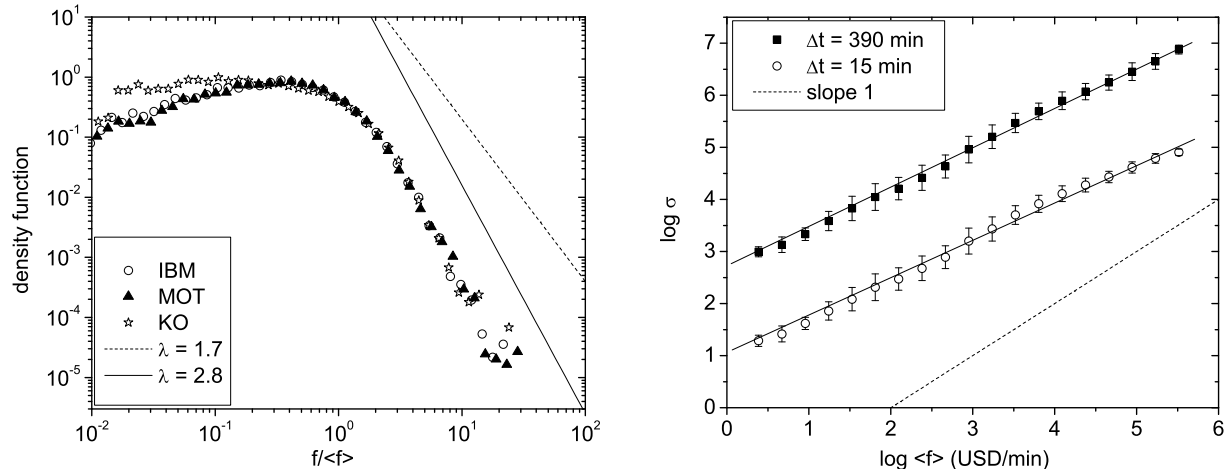 density function
10^1
10^0
10^-1
10^-2
10^-3
10^-4
10^-5
IBM
MOT
KO
λ = 1.7
λ = 2.8
10^-2 10^-1 10^0 10^1 10^2
f/<f>
log σ
7
6
5
4
3
2
1
0
Δt = 390 min
Δt = 15 min
slope 1
0 1 2 3 4 5 6
log <f> (USD/min)